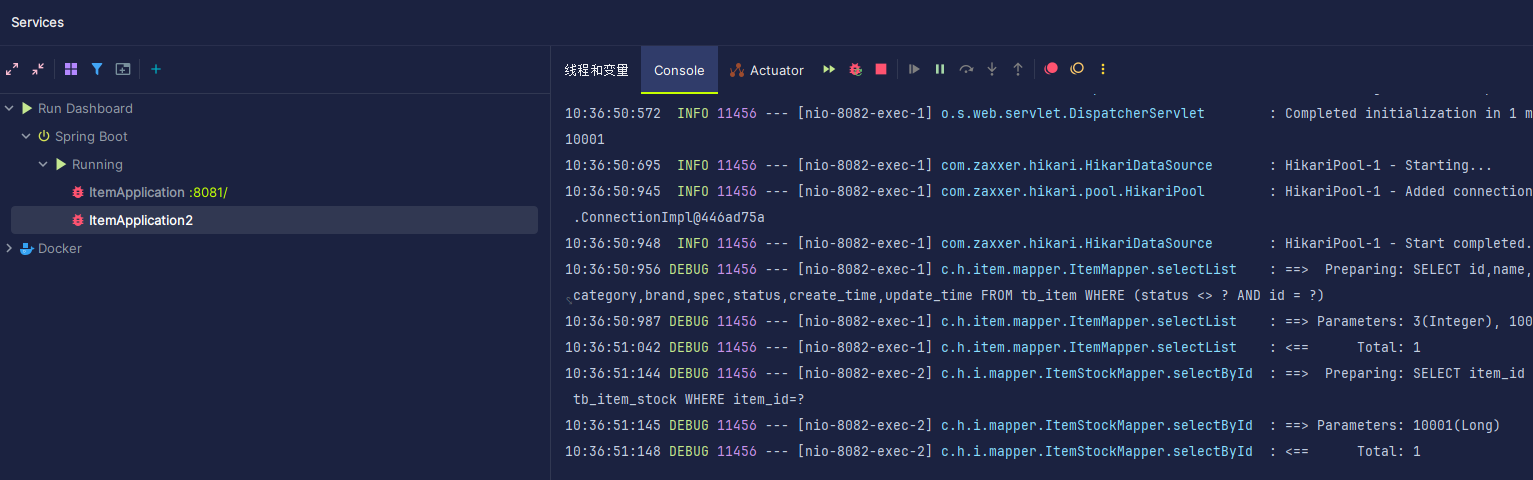 Services
线程和变量
Console
Actuator
Run Dashboard
Spring Boot
Running
ItemApplication :8081/
ItemApplication2
Docker
10:36:50:572  INFO 11456 --- [nio-8082-exec-1] o.s.web.servlet.DispatcherServlet        : Completed initialization in 1 m
10001
10:36:50:695  INFO 11456 --- [nio-8082-exec-1] com.zaxxer.hikari.HikariDataSource       : HikariPool-1 - Starting...
10:36:50:945  INFO 11456 --- [nio-8082-exec-1] com.zaxxer.hikari.pool.HikariPool        : HikariPool-1 - Added connection
.ConnectionImpl@446ad75a
10:36:50:948  INFO 11456 --- [nio-8082-exec-1] com.zaxxer.hikari.HikariDataSource       : HikariPool-1 - Start completed.
10:36:50:956 DEBUG 11456 --- [nio-8082-exec-1] c.h.item.mapper.ItemMapper.selectList    : ==>  Preparing: SELECT id,name,
category,brand,spec,status,create_time,update_time FROM tb_item WHERE (status <> ? AND id = ?)
10:36:50:987 DEBUG 11456 --- [nio-8082-exec-1] c.h.item.mapper.ItemMapper.selectList    : ==> Parameters: 3(Integer), 100
10:36:51:042 DEBUG 11456 --- [nio-8082-exec-1] c.h.item.mapper.ItemMapper.selectList    : <==      Total: 1
10:36:51:144 DEBUG 11456 --- [nio-8082-exec-2] c.h.i.mapper.ItemStockMapper.selectById  : ==>  Preparing: SELECT item_id
tb_item_stock WHERE item_id=?
10:36:51:145 DEBUG 11456 --- [nio-8082-exec-2] c.h.i.mapper.ItemStockMapper.selectById  : ==> Parameters: 10001(Long)
10:36:51:148 DEBUG 11456 --- [nio-8082-exec-2] c.h.i.mapper.ItemStockMapper.selectById  : <==      Total: 1